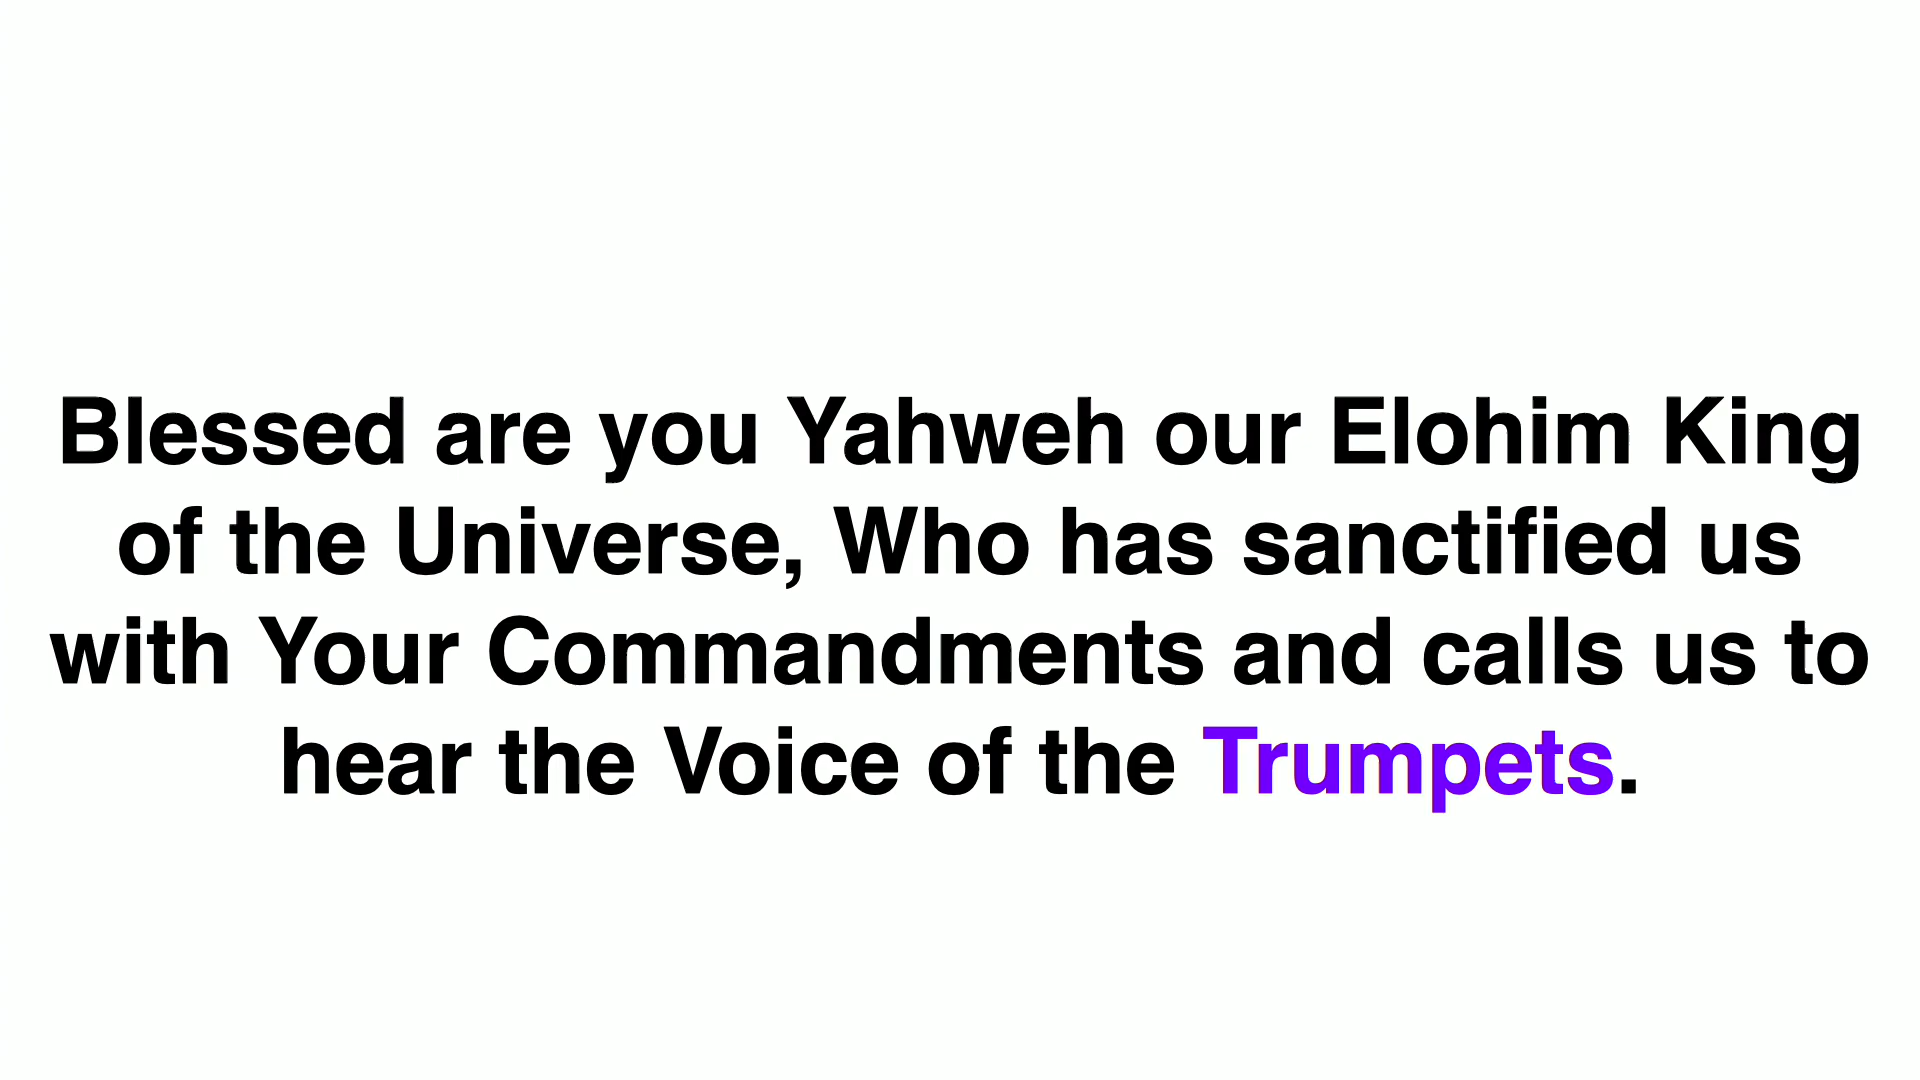 Blessed are you Yahweh our Elohim King
of the Universe, Who has sanctified us
with Your Commandments and calls us to
hear the Voice of the Trumpets.